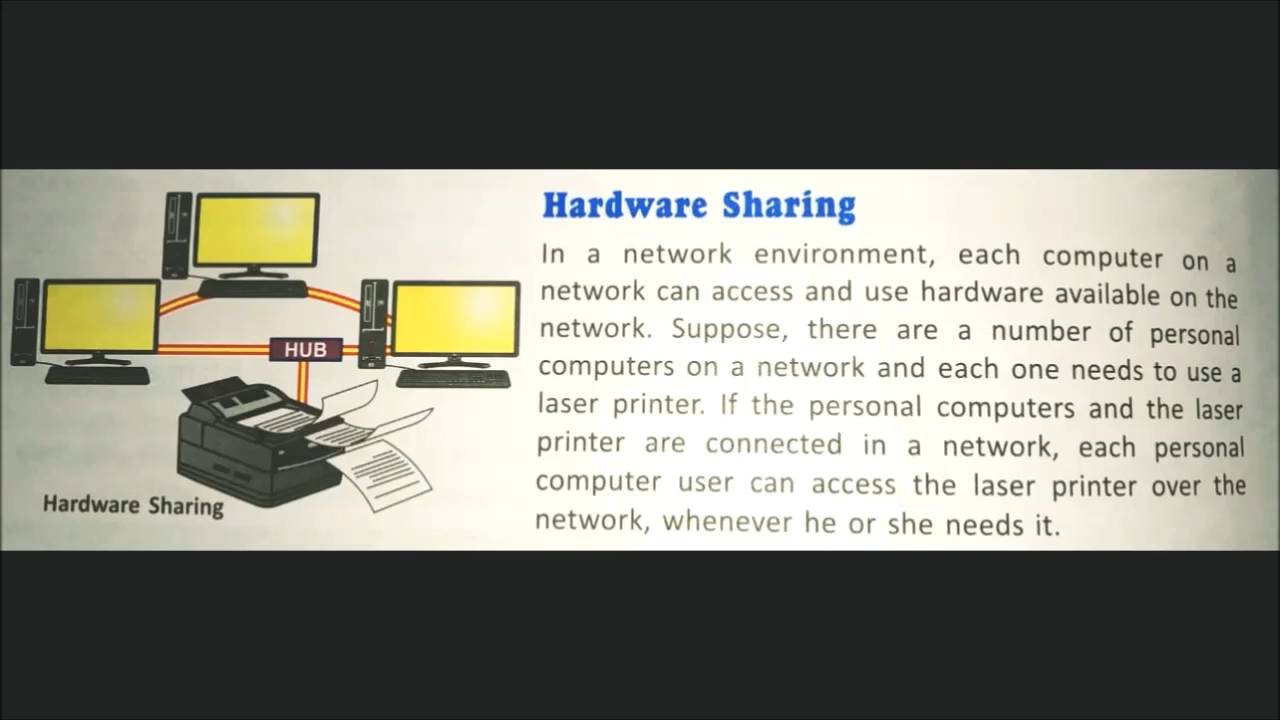 HUB
Hardware Sharing
Hardware Sharing
In a network environment, each computer on a
network can access and use hardware available on the
network. Suppose, there are a number of personal
computers on a network and each one needs to use a
laser printer. If the personal computers and the laser
printer are connected in a network, each personal
computer user can access the laser printer over the
network, whenever he or she needs it.